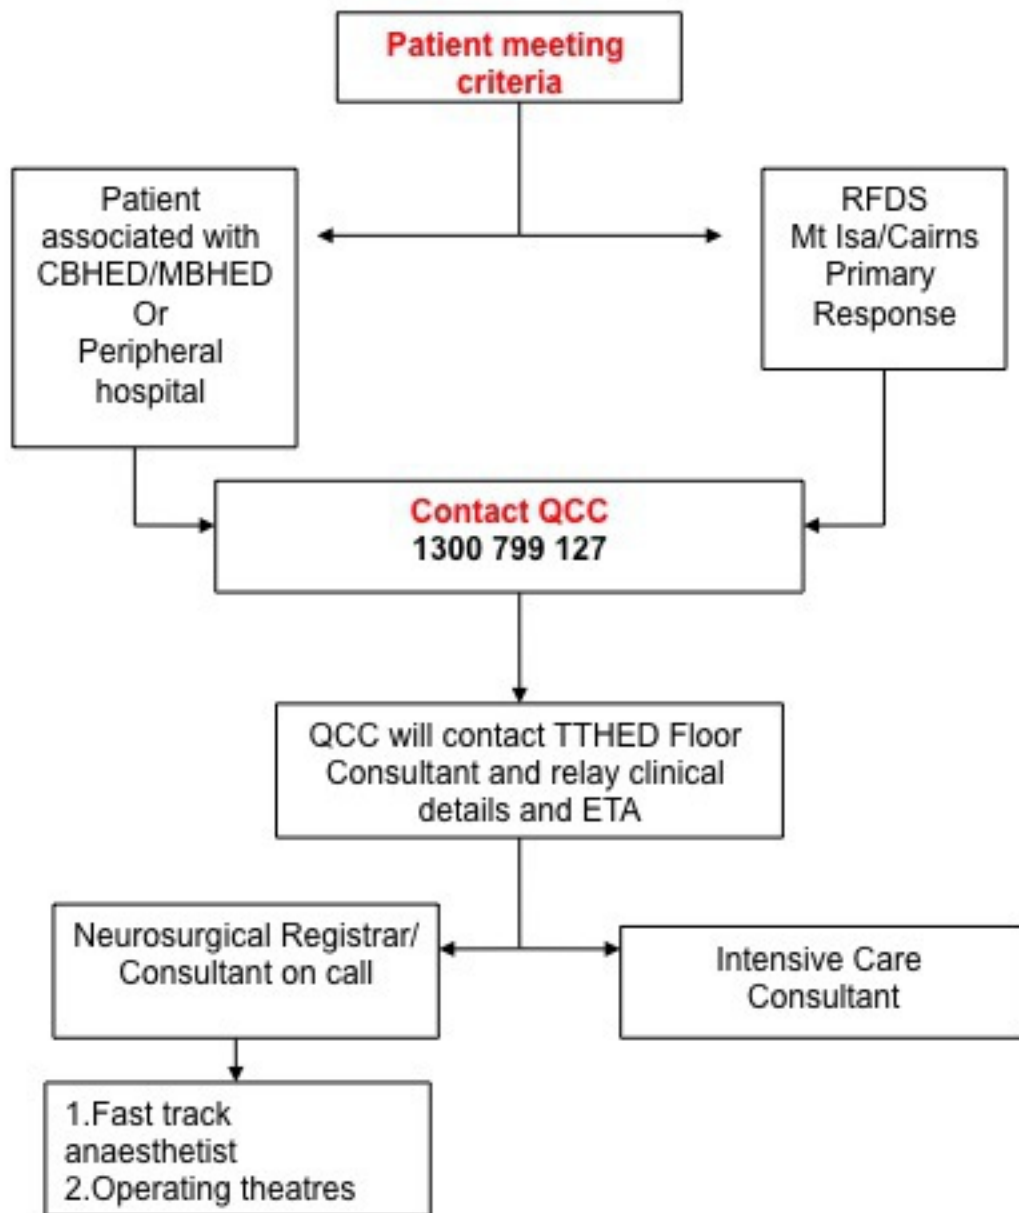 Patient meeting
criteria
Patient
associated with
CBHED/MBHED
Or
Peripheral
hospital
RFDS
Mt Isa/Cairns
Primary
Response
Contact QCC
1300 799 127
QCC will contact TTHED Floor
Consultant and relay clinical
details and ETA
Neurosurgical Registrar/
Consultant on call
Intensive Care
Consultant
1.Fast track
anaesthetist
2.Operating theatres